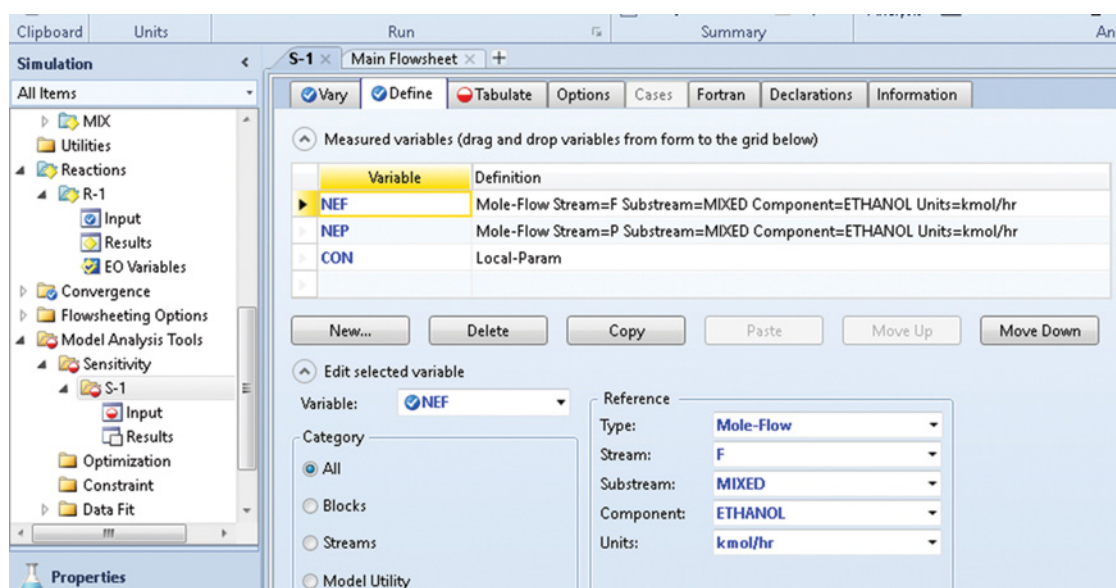 Clipboard Units Run Summary An
Simulation <
All Items
MIX
Utilities
Reactions
R-1
Input
Results
EO Variables
Convergence
Flowsheeting Options
Model Analysis Tools
Sensitivity
S-1
Input
Results
Optimization
Constraint
Data Fit
Properties
S-1 × Main Flowsheet × +
Vary Define Tabulate Options Cases Fortran Declarations Information
Measured variables (drag and drop variables from form to the grid below)
Variable Definition
NEF Mole-Flow Stream=F Substream=MIXED Component=ETHANOL Units=kmol/hr
NEP Mole-Flow Stream=P Substream=MIXED Component=ETHANOL Units=kmol/hr
CON Local-Param
New... Delete Copy Paste Move Up Move Down
Edit selected variable
Variable: NEF
Category
All
Blocks
Streams
Model Utility
Reference
Type: Mole-Flow
Stream: F
Substream: MIXED
Component: ETHANOL
Units: kmol/hr